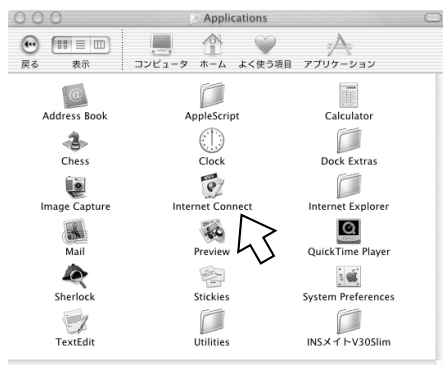 Applications
戻る 表示 コンピュータ ホーム よく使う項目 アプリケーション
Address Book AppleScript Calculator
Chess Clock Dock Extras
Image Capture Internet Connect Internet Explorer
Mail Preview QuickTime Player
Sherlock Stickies System Preferences
TextEdit Utilities INSメイトV30Slim